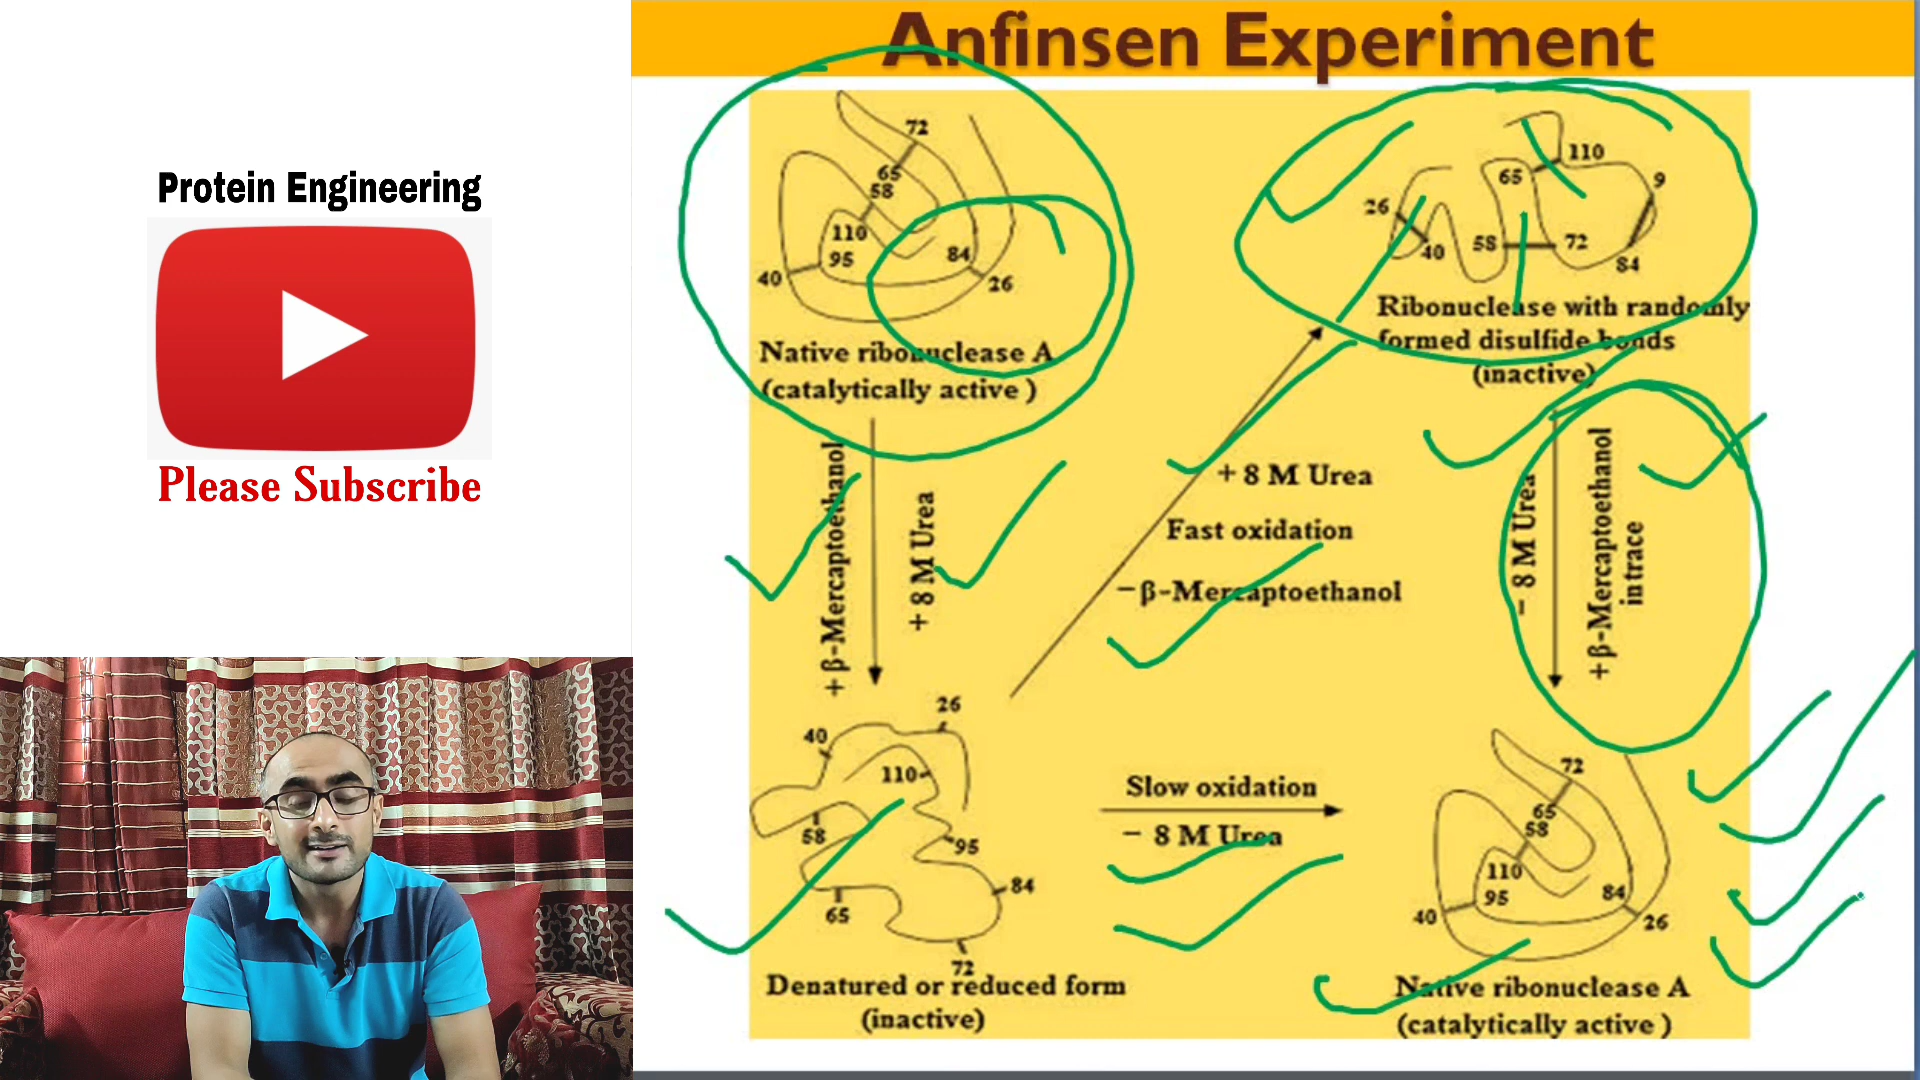 Protein Engineering
Please Subscribe
Anfinsen Experiment
72
65
58
110
95
40
84
26
Native ribonuclease A
(catalytically active )
110
9
65
26
40
58
72
84
Ribonuclease with randomly
formed disulfide bonds
(inactive)
+ β-Mercaptoethanol
+ 8 M Urea
+ 8 M Urea
Fast oxidation
− β-Mercaptoethanol
− 8 M Urea
+ β-Mercaptoethanol
in trace
26
40
110
58
95
84
65
72
Denatured or reduced form
(inactive)
Slow oxidation
− 8 M Urea
72
65
58
110
95
84
40
26
Native ribonuclease A
(catalytically active )